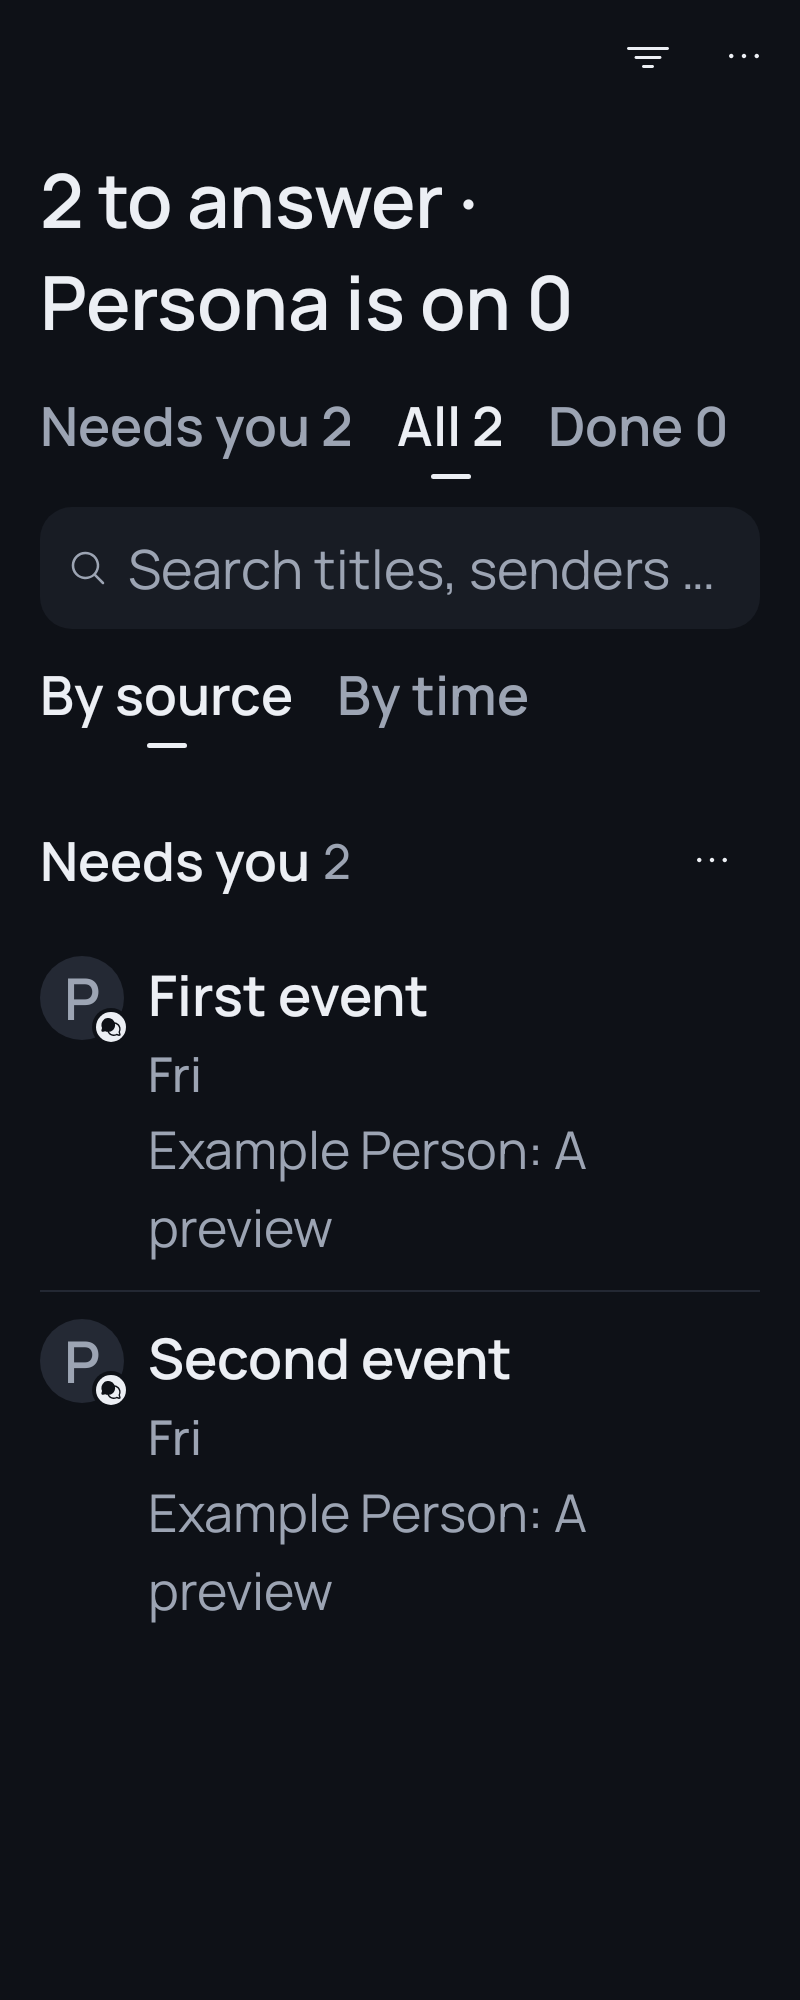 2 to answer ·
Persona is on 0
Needs you 2 All 2 Done 0
Search titles, senders ...
By source By time
Needs you 2
P First event
Fri
Example Person: A
preview
P Second event
Fri
Example Person: A
preview